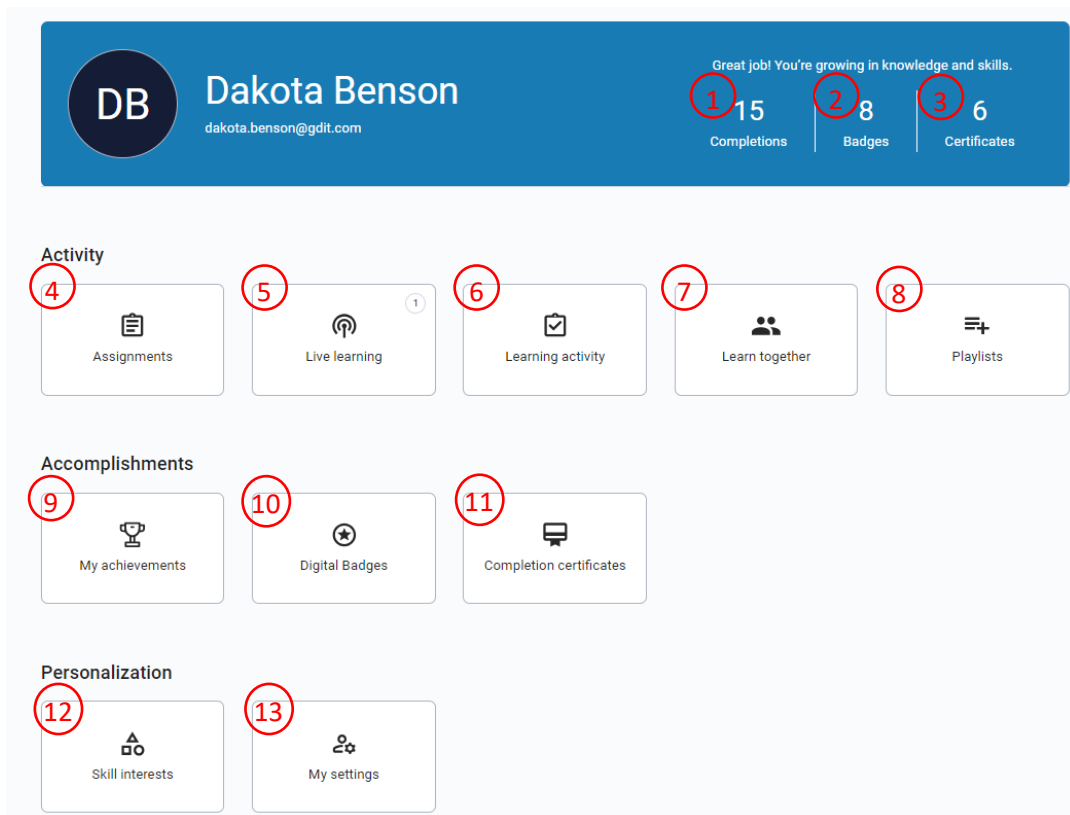 DB
Dakota Benson
dakota.benson@gdit.com
Great job! You're growing in knowledge and skills.
1 15 2 8 3 6
Completions Badges Certificates
Activity
4 5 1 6 7 8
Assignments Live learning Learning activity Learn together Playlists
Accomplishments
9 10 11
My achievements Digital Badges Completion certificates
Personalization
12 13
Skill interests My settings